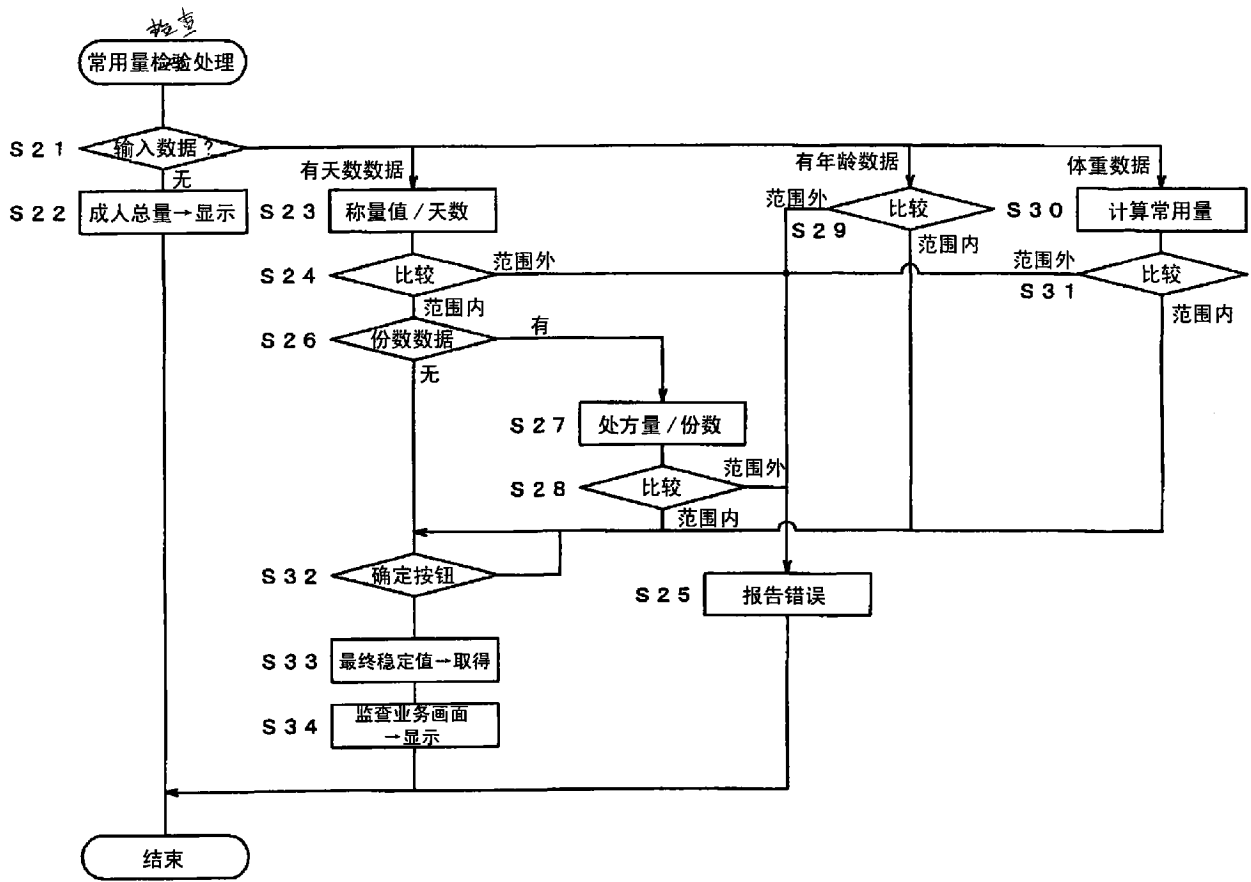 常用量检验处理
S21
输入数据?
无
有天数数据
有年龄数据
体重数据
S22
成人总量→显示
S23
称量值/天数
范围外
比较
S29
范围内
S30
计算常用量
S24
比较
范围外
范围内
范围外
比较
S31
范围内
S26
份数数据
有
无
S27
处方量/份数
S28
比较
范围外
范围内
S32
确定按钮
S25
报告错误
S33
最终稳定值→取得
S34
监查业务画面
→显示
结束